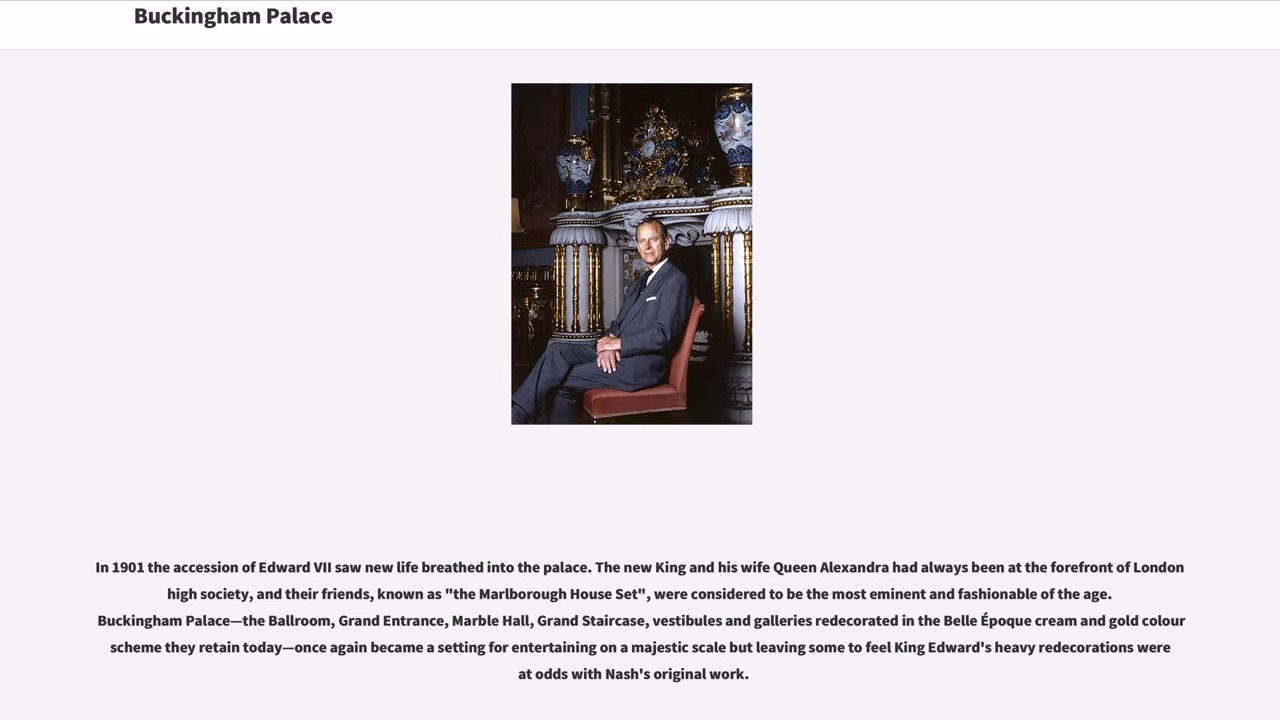 Buckingham Palace
In 1901 the accession of Edward VII saw new life breathed into the palace. The new King and his wife Queen Alexandra had always been at the forefront of London
high society, and their friends, known as "the Marlborough House Set", were considered to be the most eminent and fashionable of the age.
Buckingham Palace—the Ballroom, Grand Entrance, Marble Hall, Grand Staircase, vestibules and galleries redecorated in the Belle Époque cream and gold colour
scheme they retain today—once again became a setting for entertaining on a majestic scale but leaving some to feel King Edward's heavy redecorations were
at odds with Nash's original work.